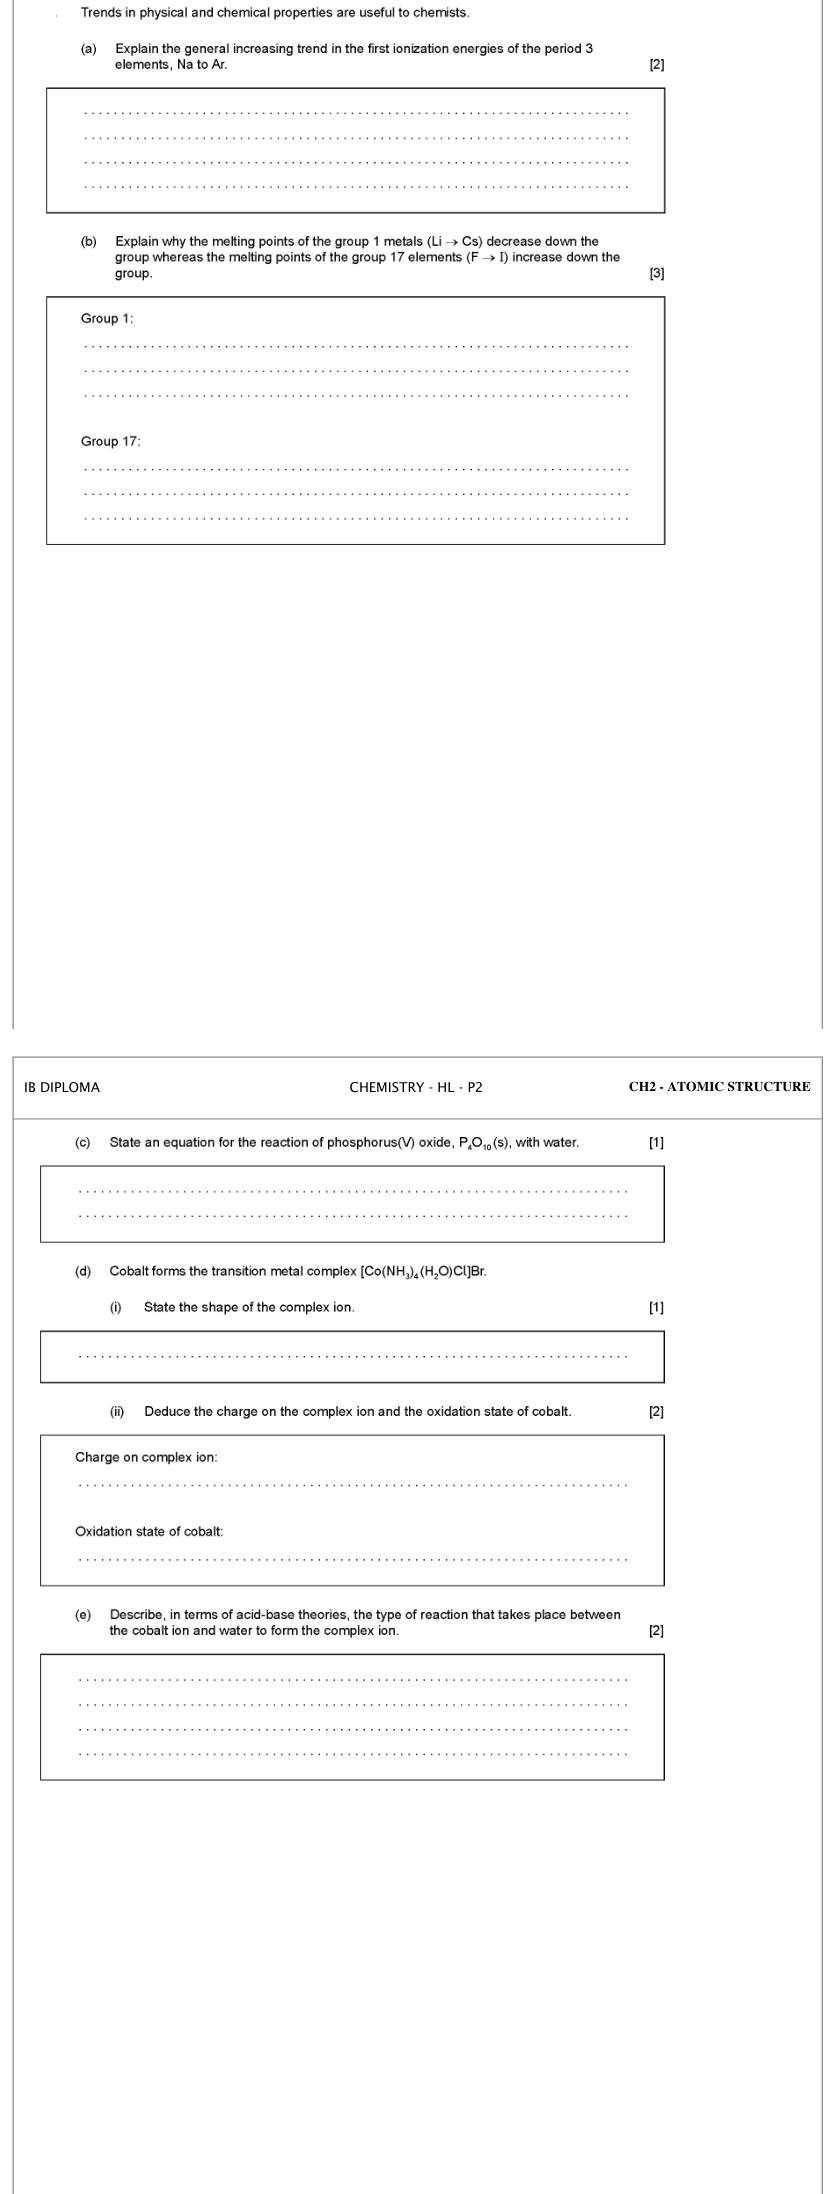 Trends in physical and chemical properties are useful to chemists.
(a) Explain the general increasing trend in the first ionization energies of the period 3
elements, Na to Ar. [2]
(b) Explain why the melting points of the group 1 metals (Li → Cs) decrease down the
group whereas the melting points of the group 17 elements (F → I) increase down the
group. [3]
Group 1:
Group 17:
IB DIPLOMA CHEMISTRY - HL - P2 CH2 - ATOMIC STRUCTURE
(c) State an equation for the reaction of phosphorus(V) oxide, P₄O₁₀(s), with water. [1]
(d) Cobalt forms the transition metal complex [Co(NH₃)₄(H₂O)Cl]Br.
(i) State the shape of the complex ion. [1]
(ii) Deduce the charge on the complex ion and the oxidation state of cobalt. [2]
Charge on complex ion:
Oxidation state of cobalt:
(e) Describe, in terms of acid-base theories, the type of reaction that takes place between
the cobalt ion and water to form the complex ion. [2]